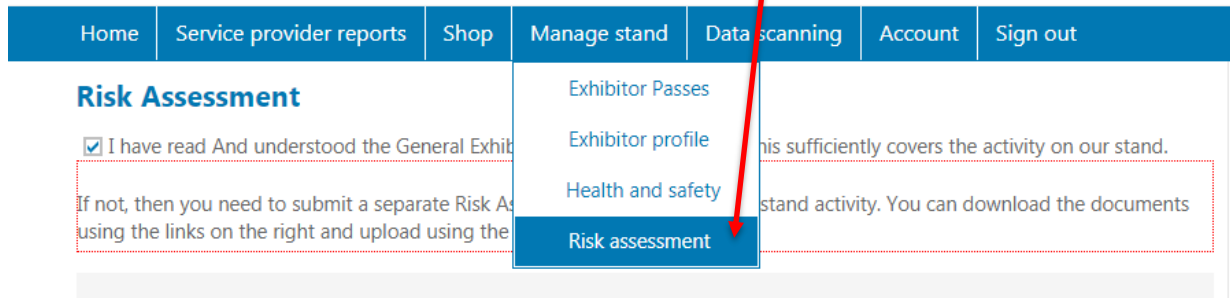 Home Service provider reports Shop Manage stand Data scanning Account Sign out
Risk Assessment
Exhibitor Passes
Exhibitor profile
Health and safety
Risk assessment
I have read And understood the General Exhib his sufficiently covers the activity on our stand.
If not, then you need to submit a separate Risk As stand activity. You can download the documents
using the links on the right and upload using the